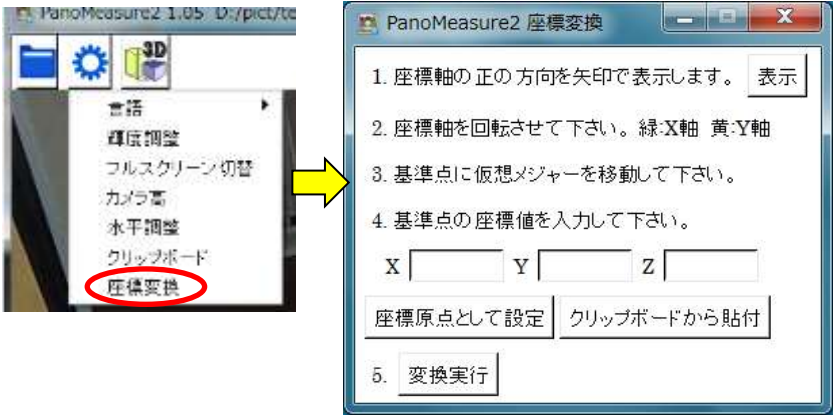 PanoMeasure2 1.05 D:/pict/te
3D
言語
輝度調整
フルスクリーン切替
カメラ高
水平調整
クリップボード
座標変換
PanoMeasure2 座標変換
1. 座標軸の正の方向を矢印で表示します。 表示
2. 座標軸を回転させて下さい。緑:X軸 黄:Y軸
3. 基準点に仮想メジャーを移動して下さい。
4. 基準点の座標値を入力して下さい。
X Y Z
座標原点として設定 クリップボードから貼付
5. 変換実行